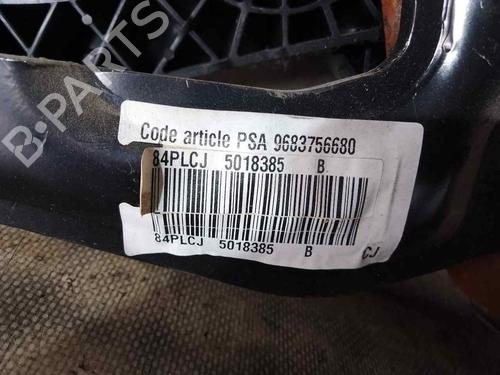 B-PARTS
Code article PSA 9683756680
84PLCJ 5018385 B
84PLCJ 5018385 B CJ